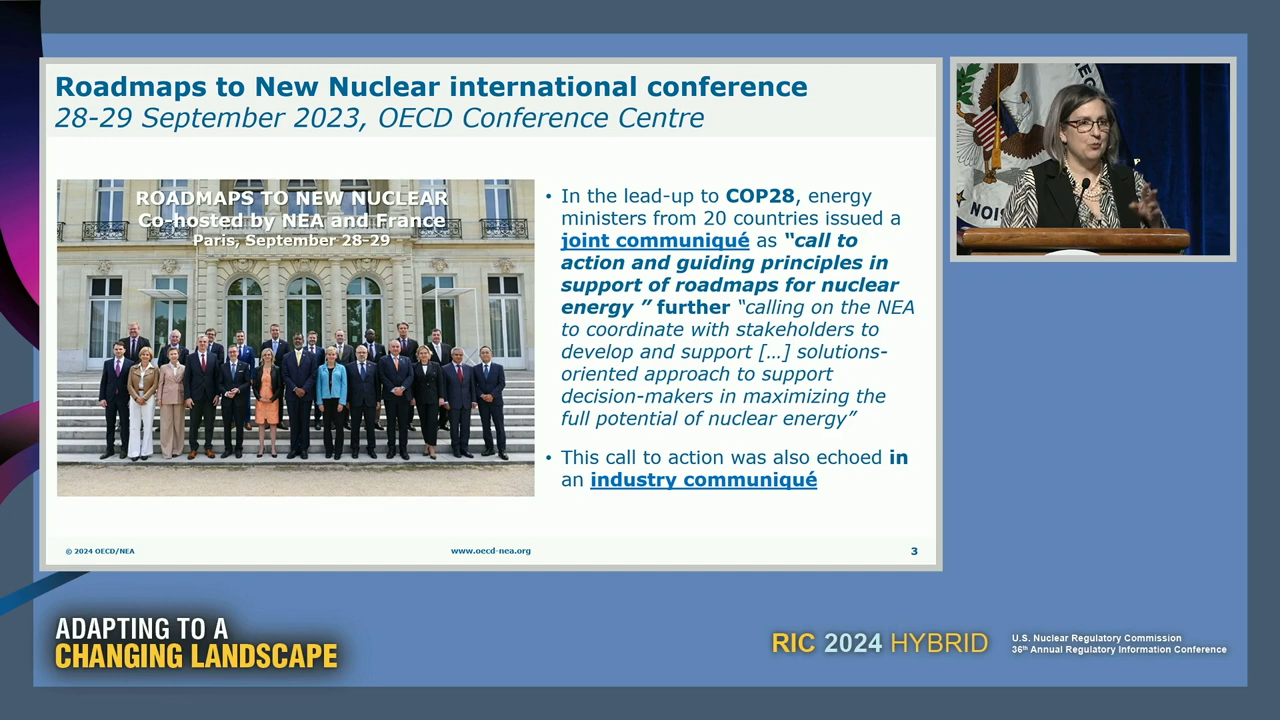 Roadmaps to New Nuclear international conference
28-29 September 2023, OECD Conference Centre
ROADMAPS TO NEW NUCLEAR
Co-hosted by NEA and France
Paris, September 28-29
• In the lead-up to COP28, energy
ministers from 20 countries issued a
joint communiqué as “call to
action and guiding principles in
support of roadmaps for nuclear
energy ” further “calling on the NEA
to coordinate with stakeholders to
develop and support […] solutions-
oriented approach to support
decision-makers in maximizing the
full potential of nuclear energy”
• This call to action was also echoed in
an industry communiqué
© 2024 OECD/NEA
www.oecd-nea.org
3
ADAPTING TO A
CHANGING LANDSCAPE
RIC 2024 HYBRID
U.S. Nuclear Regulatory Commission
36th Annual Regulatory Information Conference